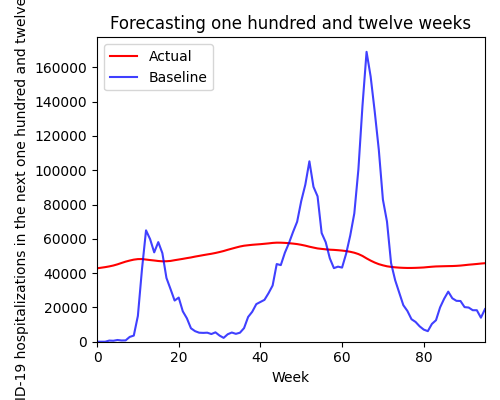 Forecasting one hundred and twelve weeks
Actual
Baseline
ID-19 hospitalizations in the next one hundred and twelve
160000
140000
120000
100000
80000
60000
40000
20000
0
0 20 40 60 80
Week